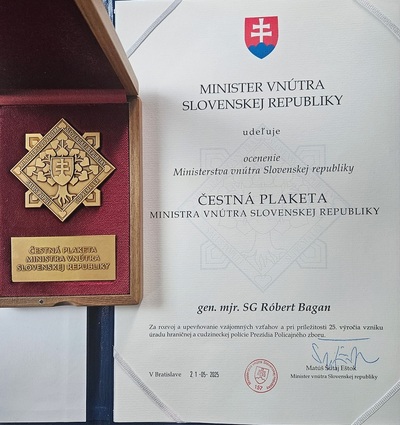 ČESTNÁ PLAKETA
MINISTRA VNÚTRA
SLOVENSKEJ REPUBLIKY
MINISTER VNÚTRA
SLOVENSKEJ REPUBLIKY
udeľuje
ocenenie
Ministerstva vnútra Slovenskej republiky
ČESTNÁ PLAKETA
MINISTRA VNÚTRA SLOVENSKEJ REPUBLIKY
gen. mjr. SG Róbert Bagan
Za rozvoj a upevňovanie vzájomných vzťahov a pri príležitosti 25. výročia vzniku
úradu hraničnej a cudzineckej polície Prezídia Policajného zboru.
V Bratislave 21-05-2025
Matúš Šutaj Eštok
Minister vnútra Slovenskej republiky